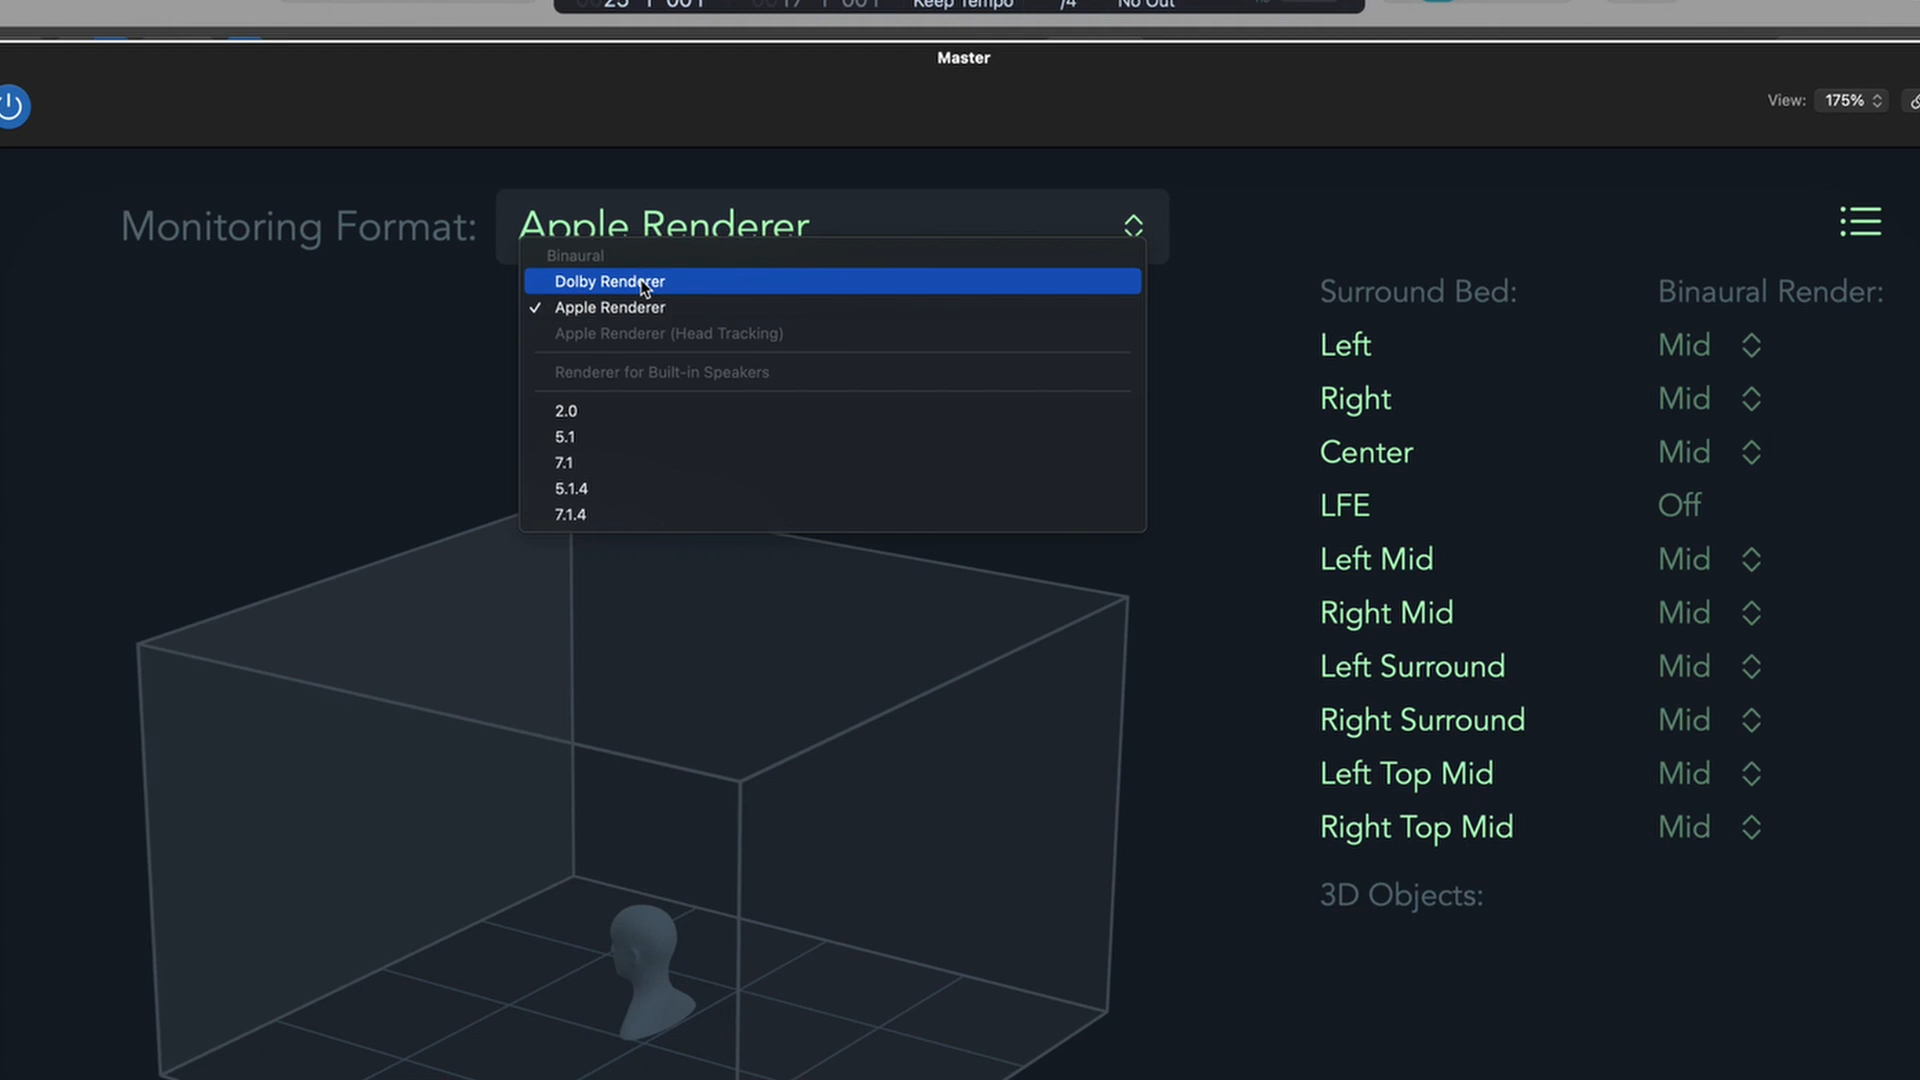 Keep Tempo
/4
No Out
Master
View: 175%
Monitoring Format: Apple Renderer
Binaural
Dolby Renderer
✓ Apple Renderer
Apple Renderer (Head Tracking)
Renderer for Built-in Speakers
2.0
5.1
7.1
5.1.4
7.1.4
Surround Bed: Binaural Render:
Left Mid
Right Mid
Center Mid
LFE Off
Left Mid Mid
Right Mid Mid
Left Surround Mid
Right Surround Mid
Left Top Mid Mid
Right Top Mid Mid
3D Objects: